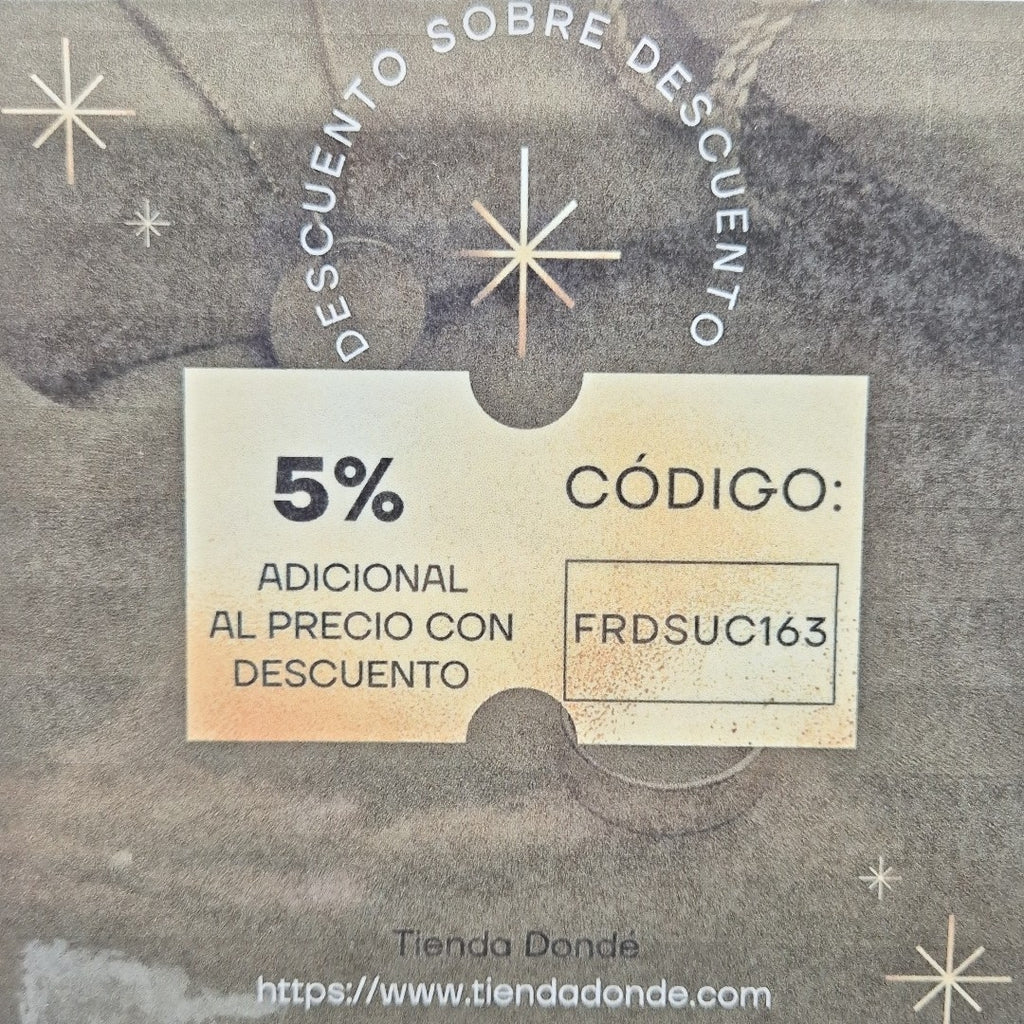 DESCUENTO SOBRE DESCUENTO
5%
ADICIONAL
AL PRECIO CON
DESCUENTO
CÓDIGO:
FRDSUC163
Tienda Dondé
https://www.tiendadonde.com